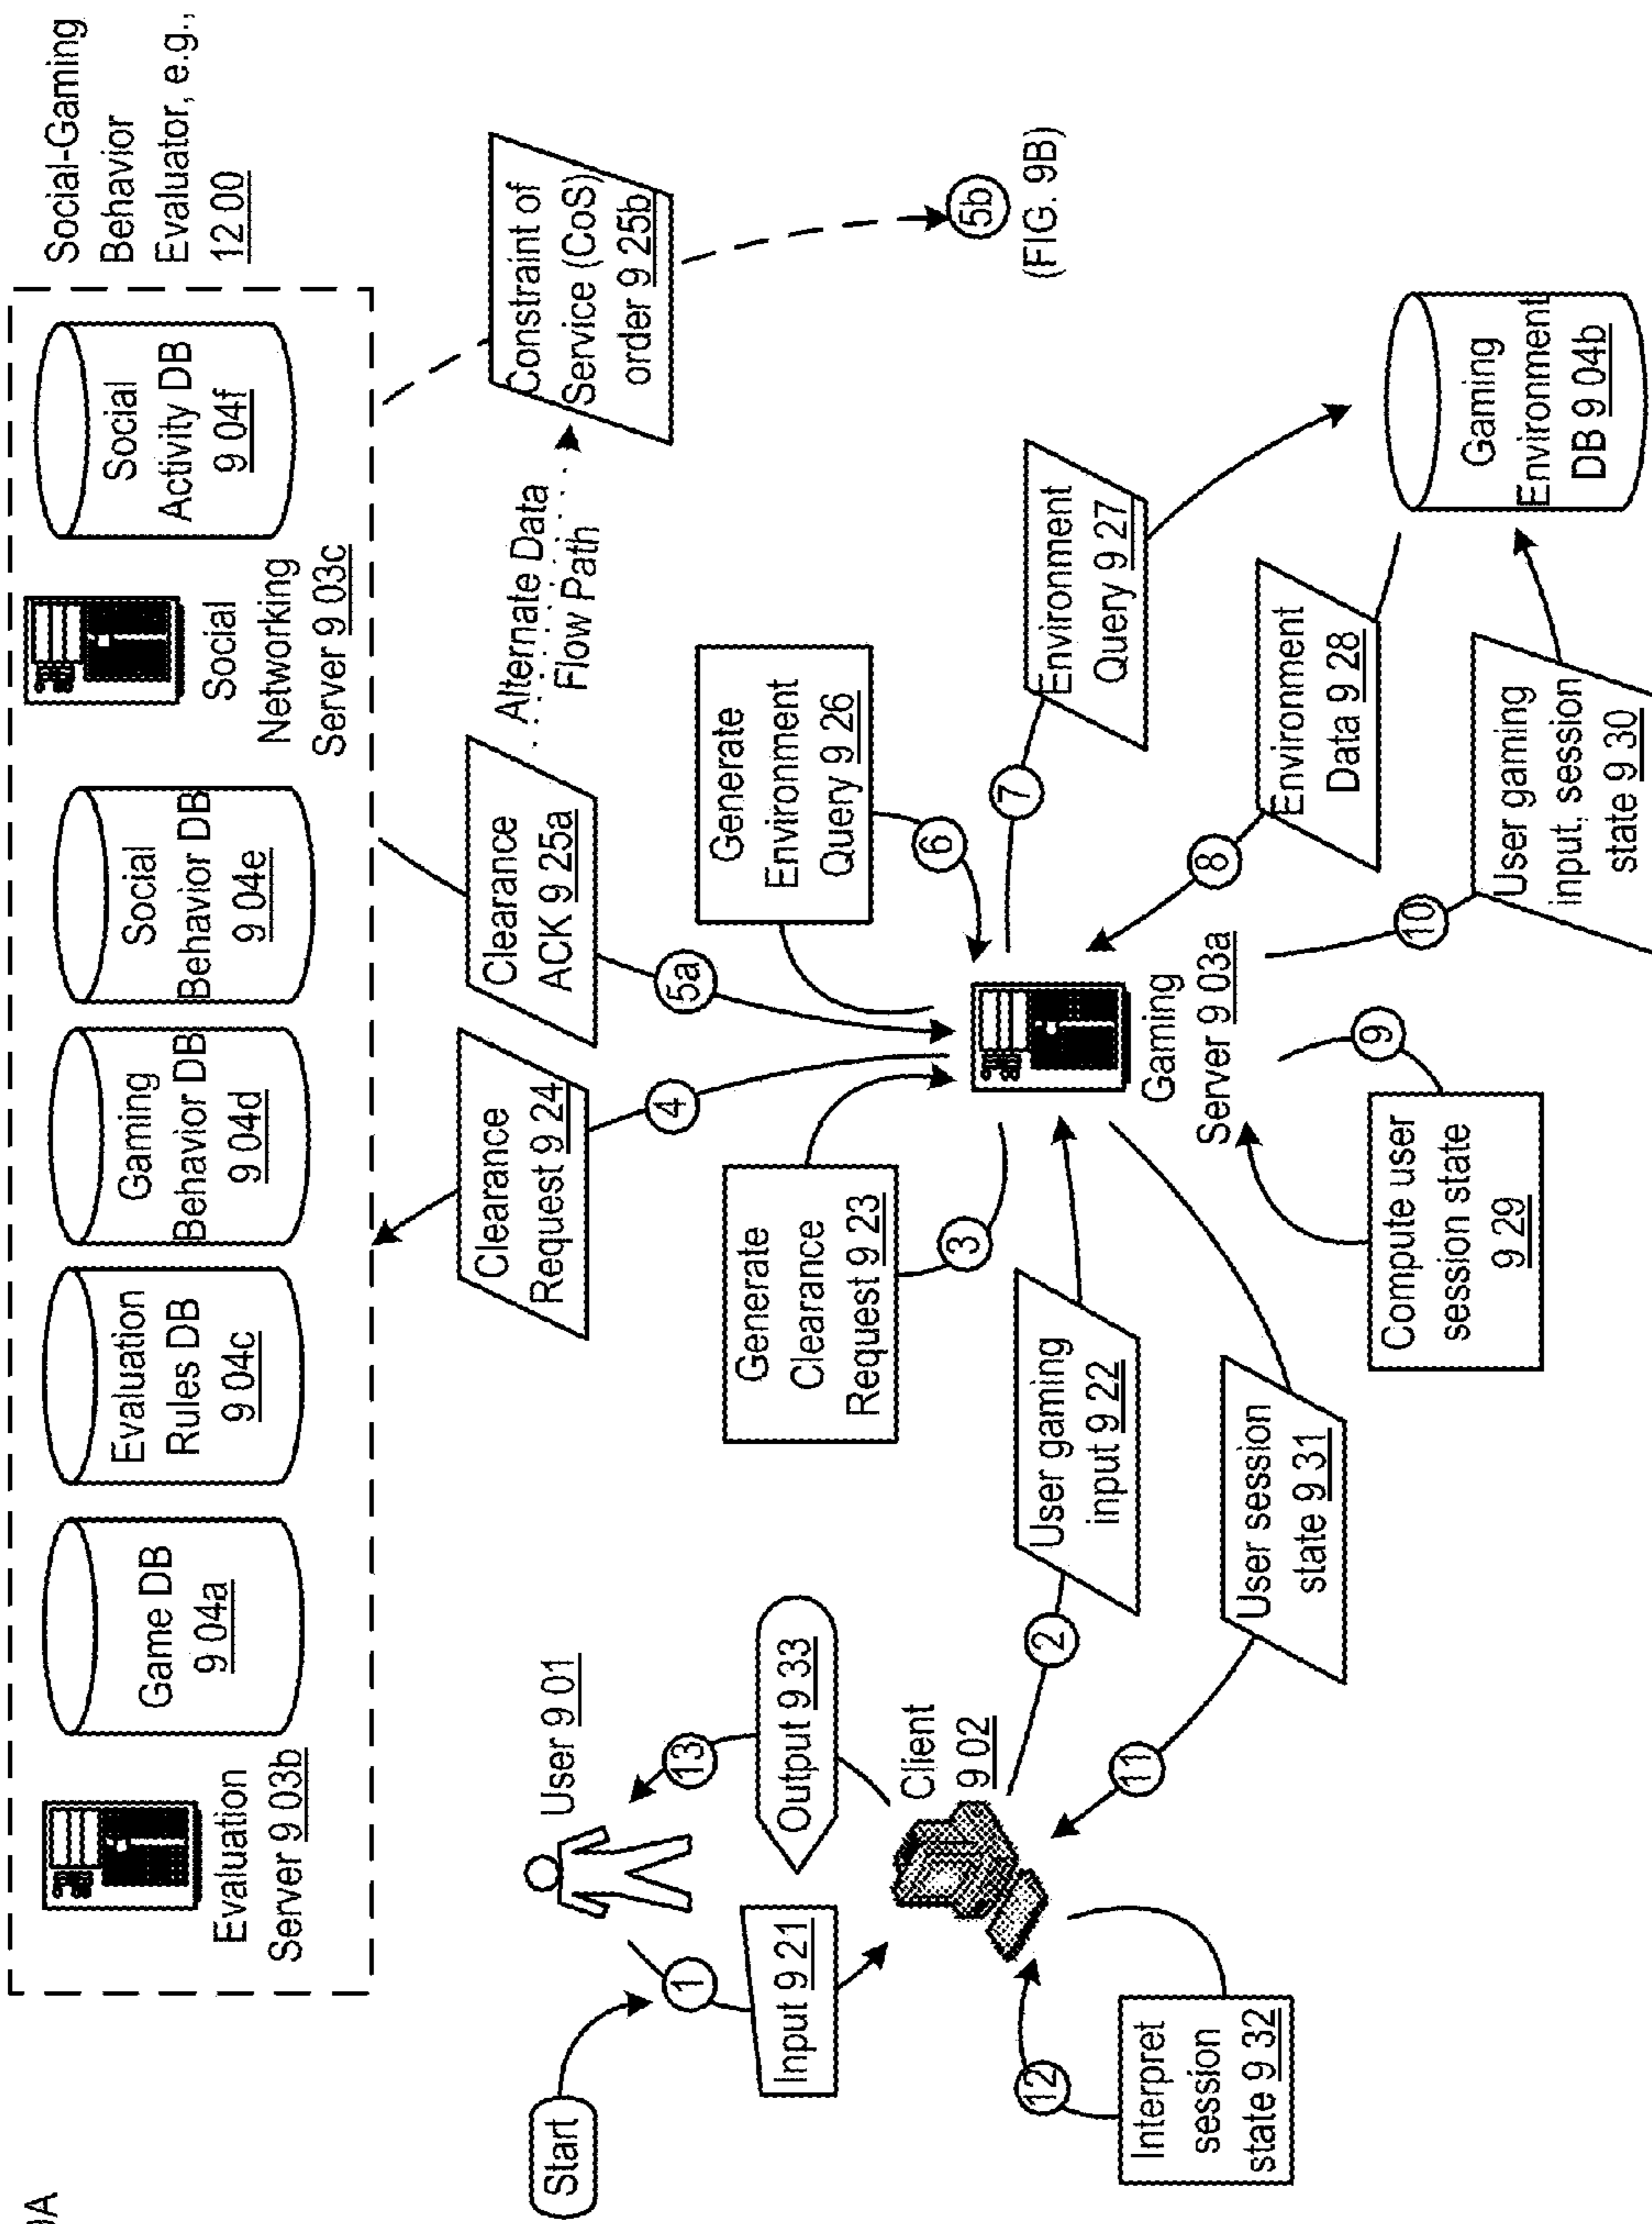 9A
Social-Gaming
Behavior
Evaluator, e.g.,
12 00
Evaluation
Server 9 03b
Game DB
9 04a
Evaluation
Rules DB
9 04c
Gaming
Behavior DB
9 04d
Social
Behavior DB
9 04e
Social
Networking
Server 9 03c
Social
Activity DB
9 04f
Start
1
Input 9 21
User 9 01
13
Output 9 33
Client
9 02
12
Interpret
session
state 9 32
2
User gaming
input 9 22
11
User session
state 9 31
Generate
Clearance
Request 9 23
3
Clearance
Request 9 24
4
Clearance
ACK 9 25a
5a
Alternate Data
Flow Path
Constraint of
Service (CoS)
order 9 25b
5b
(FIG. 9B)
Generate
Environment
Query 9 26
6
7
Environment
Query 9 27
8
Environment
Data 9 28
Gaming
Server 9 03a
9
Compute user
session state
9 29
10
User gaming
input, session
state 9 30
Gaming
Environment
DB 9 04b